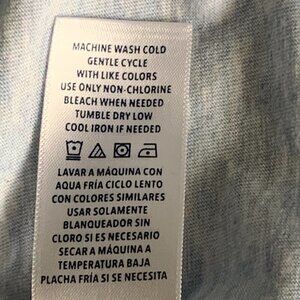 MACHINE WASH COLD
GENTLE CYCLE
WITH LIKE COLORS
USE ONLY NON-CHLORINE
BLEACH WHEN NEEDED
TUMBLE DRY LOW
COOL IRON IF NEEDED
LAVAR A MÁQUINA CON
AQUA FRÍA CICLO LENTO
CON COLORES SIMILARES
USAR SOLAMENTE
BLANQUEADOR SIN
CLORO SI ES NECESARIO
SECAR A MÁQUINA A
TEMPERATURA BAJA
PLACHA FRÍA SI SE NECESITA